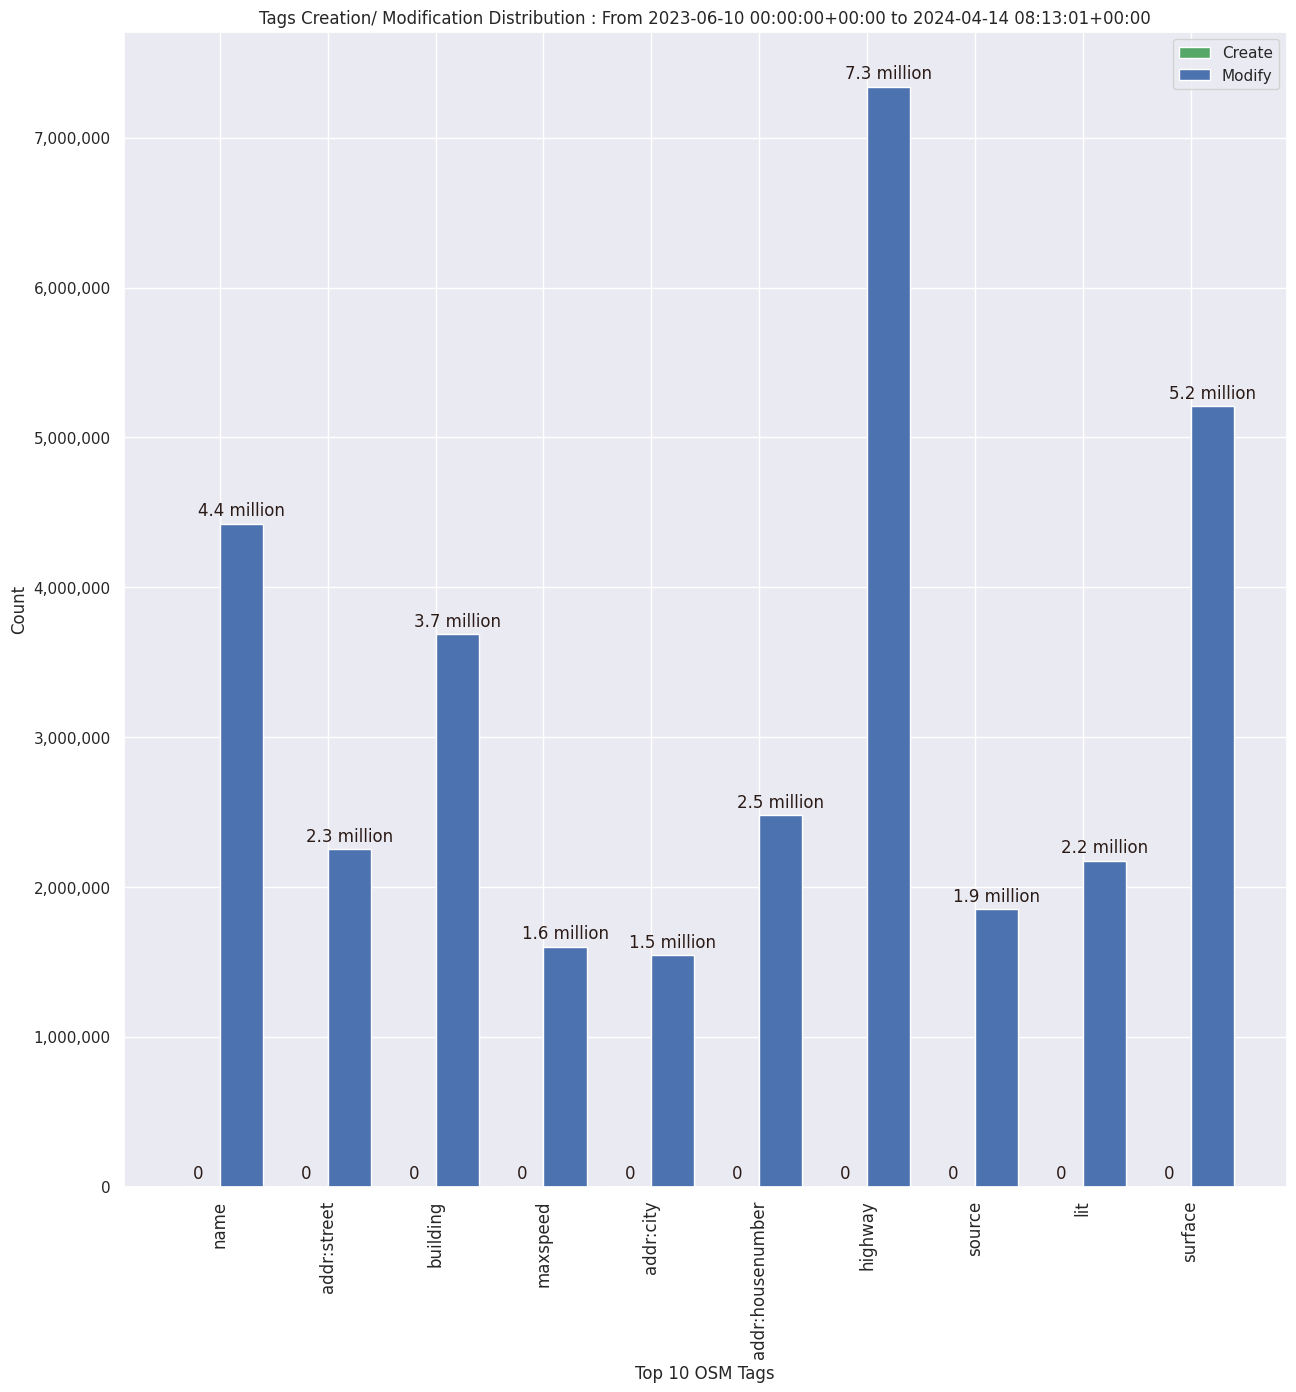 Tags Creation/ Modification Distribution : From 2023-06-10 00:00:00+00:00 to 2024-04-14 08:13:01+00:00
Create
Modify
7.3 million
7,000,000
6,000,000
5.2 million
5,000,000
4.4 million
4,000,000
3.7 million
3,000,000
2.5 million
2.3 million
2.2 million
2,000,000
1.9 million
1.6 million
1.5 million
1,000,000
0 0 0 0 0 0 0 0 0 0
0
Count
name
addr:street
building
maxspeed
addr:city
addr:housenumber
highway
source
lit
surface
Top 10 OSM Tags